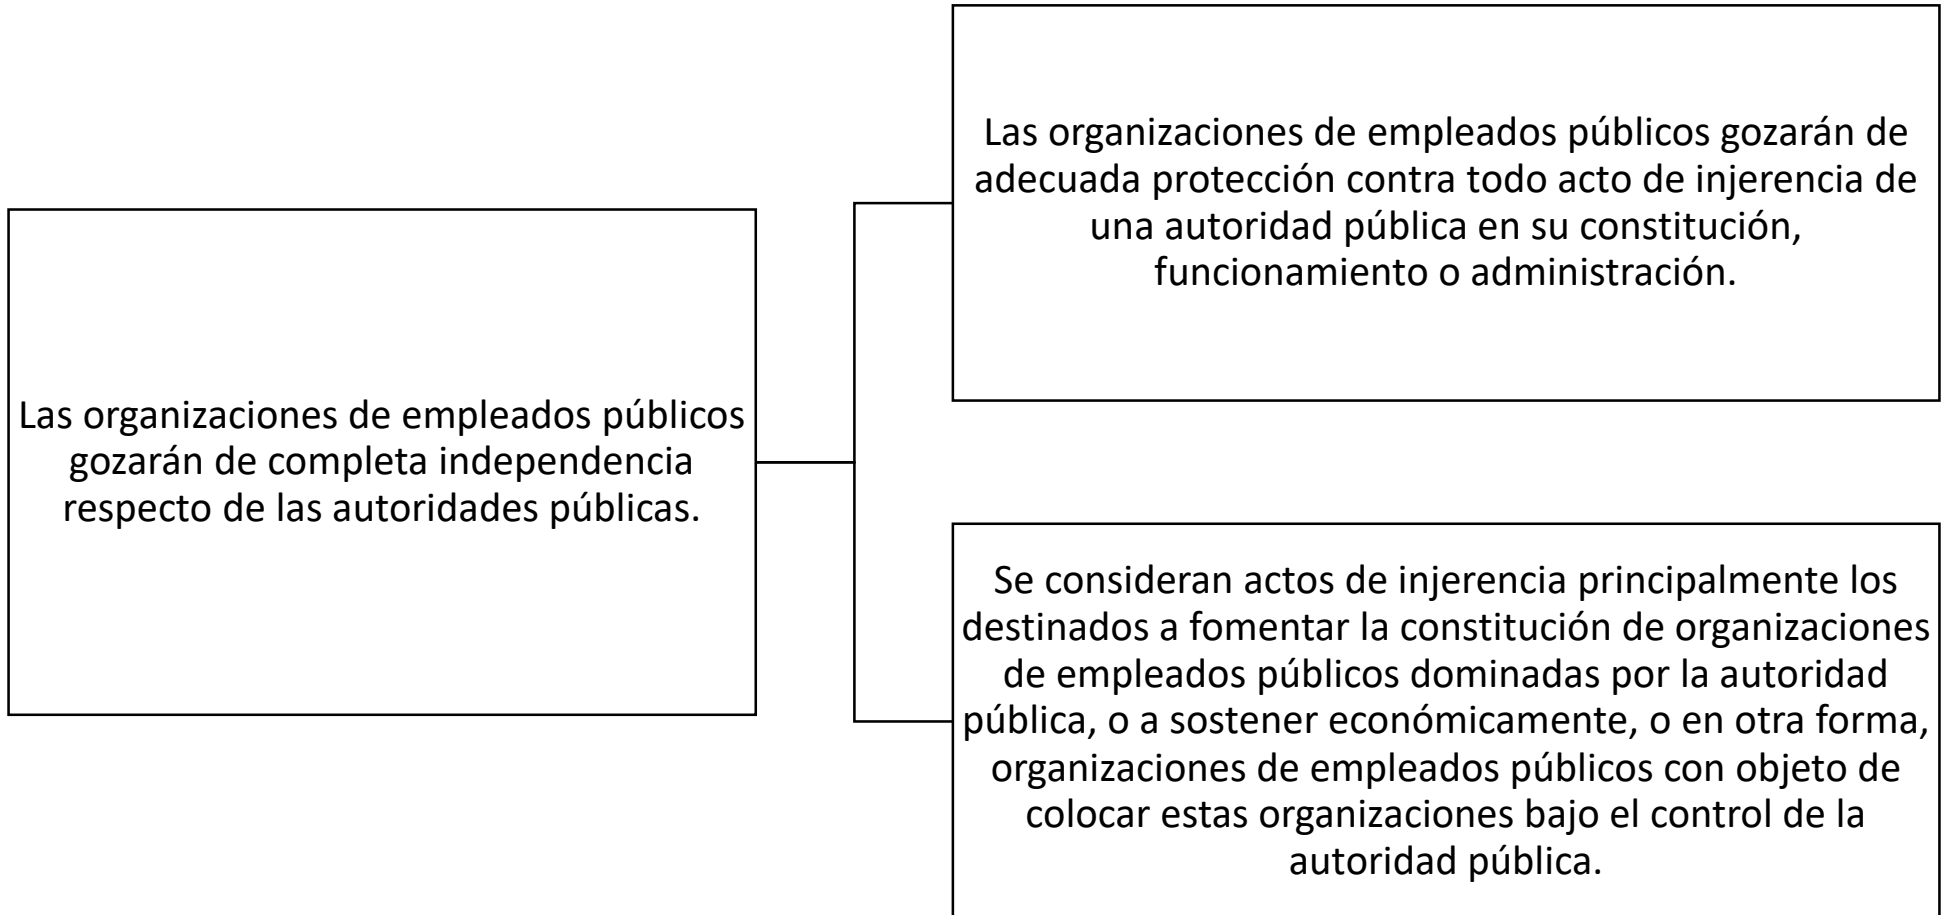 Las organizaciones de empleados públicos
gozarán de completa independencia
respecto de las autoridades públicas.
Las organizaciones de empleados públicos gozarán de
adecuada protección contra todo acto de injerencia de
una autoridad pública en su constitución,
funcionamiento o administración.
Se consideran actos de injerencia principalmente los
destinados a fomentar la constitución de organizaciones
de empleados públicos dominadas por la autoridad
pública, o a sostener económicamente, o en otra forma,
organizaciones de empleados públicos con objeto de
colocar estas organizaciones bajo el control de la
autoridad pública.